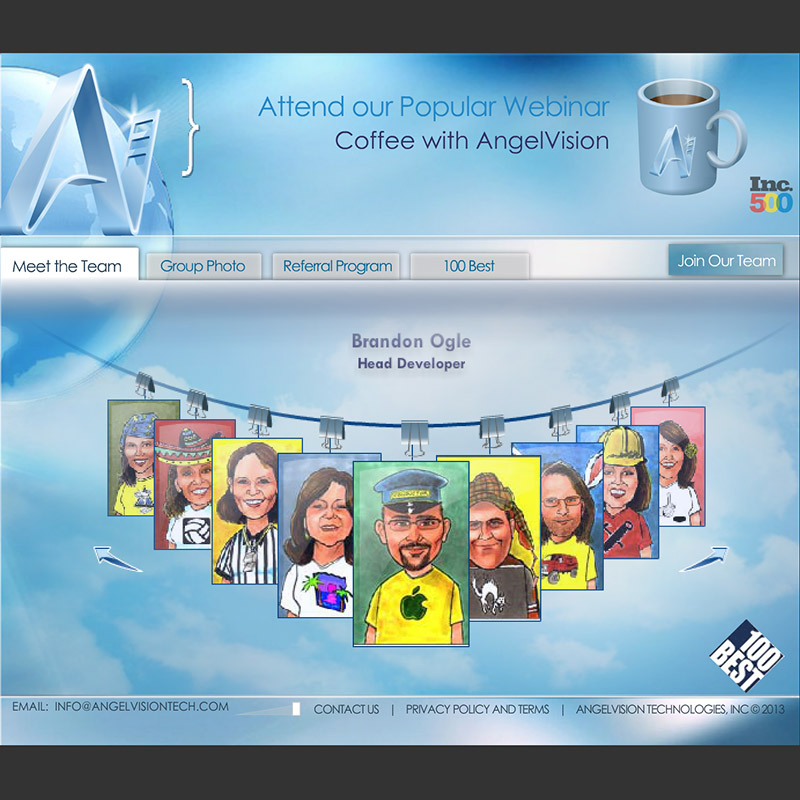 Attend our Popular Webinar
Coffee with AngelVision
Inc.
500
Meet the Team
Group Photo
Referral Program
100 Best
Join Our Team
Brandon Ogle
Head Developer
100
BEST
EMAIL: INFO@ANGELVISIONTECH.COM
CONTACT US | PRIVACY POLICY AND TERMS | ANGELVISION TECHNOLOGIES, INC © 2013